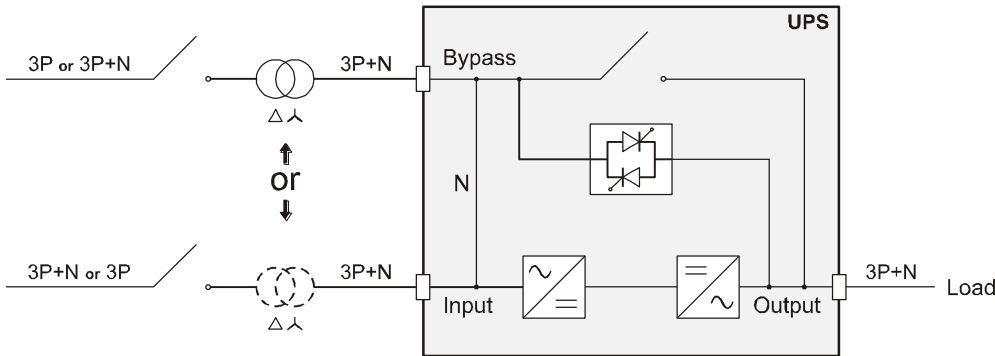 UPS
3P or 3P+N
3P+N
Bypass
or
N
3P+N or 3P
3P+N
Input
Output
3P+N
Load